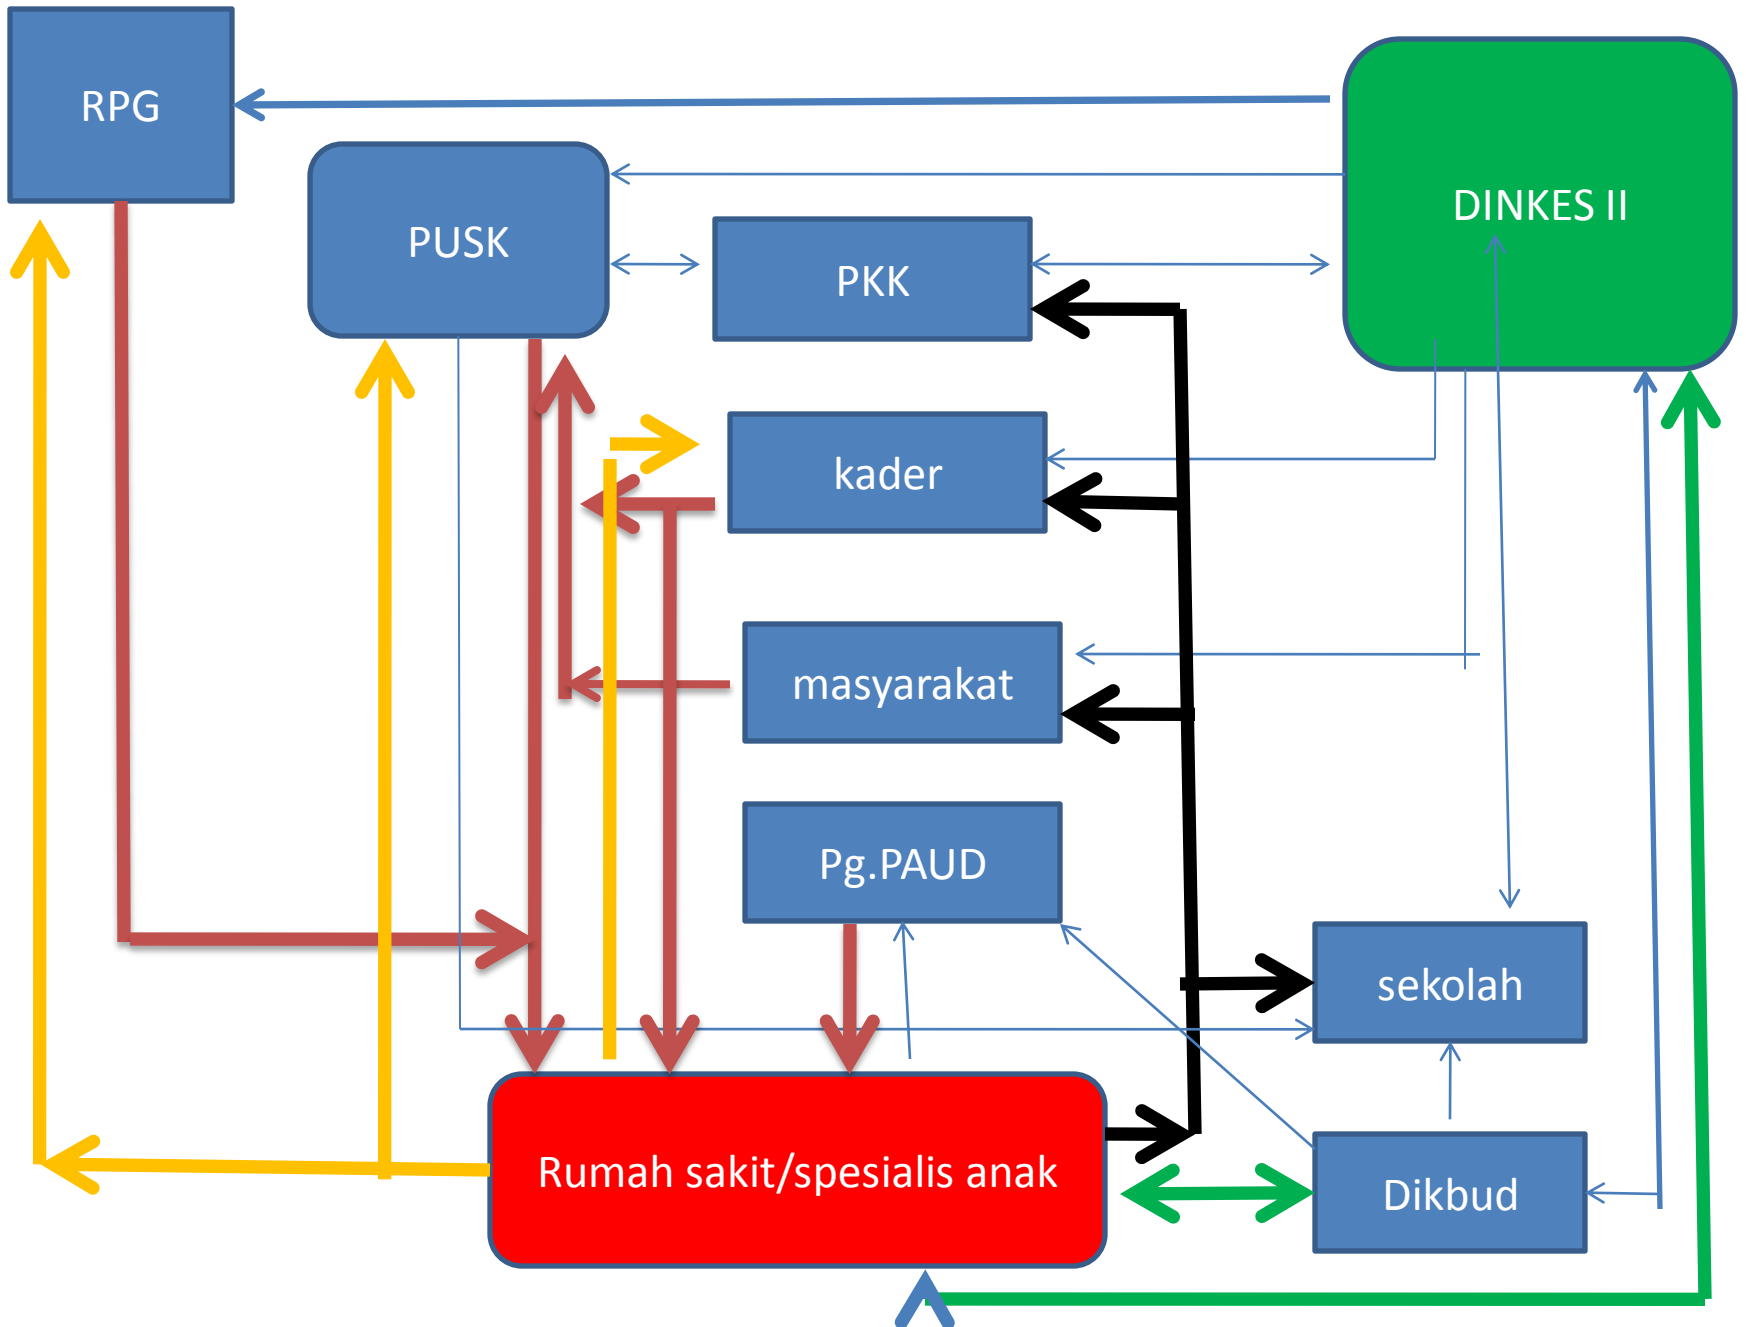 RPG
DINKES II
PUSK
PKK
kader
masyarakat
Pg.PAUD
sekolah
Rumah sakit/spesialis anak
Dikbud